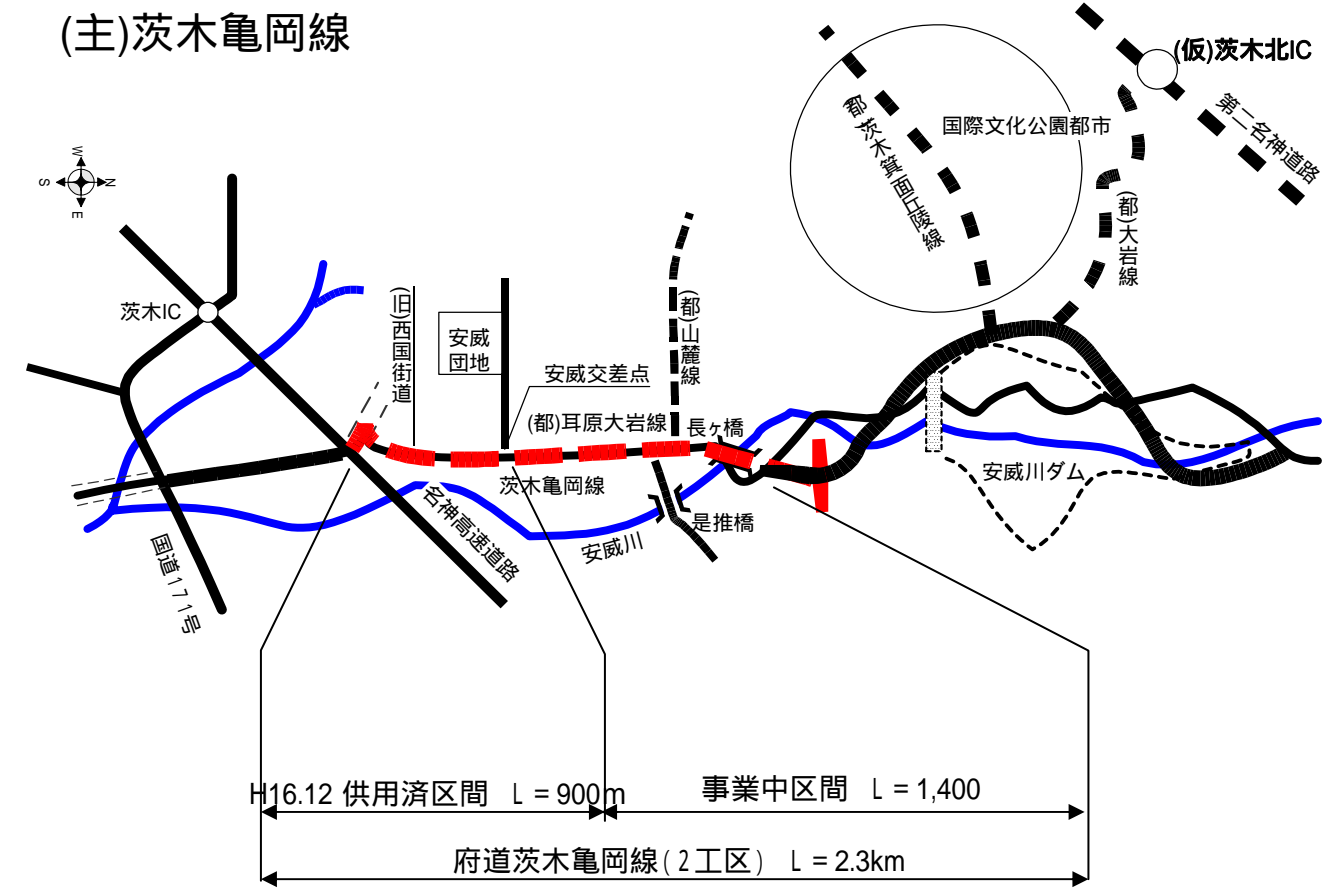 (主)茨木亀岡線
(仮)茨木北IC
第二名神道路
国際文化公園都市
(都)茨木箕面丘陵線
(都)大岩線
W
S
N
E
茨木IC
(旧)西国街道
安威
団地
安威交差点
(都)山麓線
(都)耳原大岩線
長ヶ橋
茨木亀岡線
名神高速道路
安威川
是推橋
安威川ダム
国道171号
H16.12 供用済区間 L = 900m
事業中区間 L = 1,400
府道茨木亀岡線(2工区) L = 2.3km